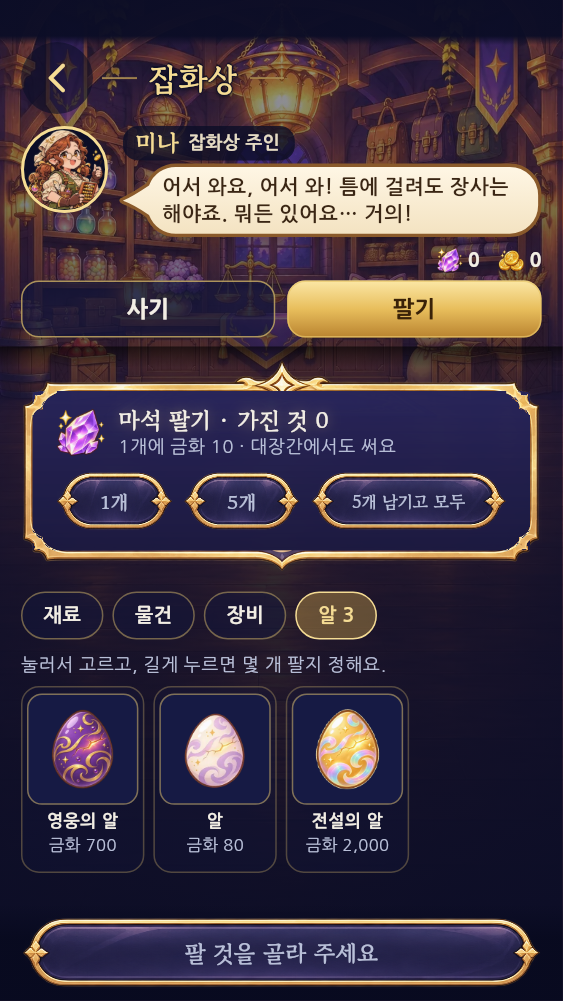 잡화상
미나 잡화상 주인
어서 와요, 어서 와! 틈에 걸려도 장사는
해야죠. 뭐든 있어요… 거의!
0 0
사기 팔기
마석 팔기 · 가진 것 0
1개에 금화 10 · 대장간에서도 써요
1개 5개 5개 남기고 모두
재료 물건 장비 알 3
눌러서 고르고, 길게 누르면 몇 개 팔지 정해요.
영웅의 알 알 전설의 알
금화 700 금화 80 금화 2,000
팔 것을 골라 주세요